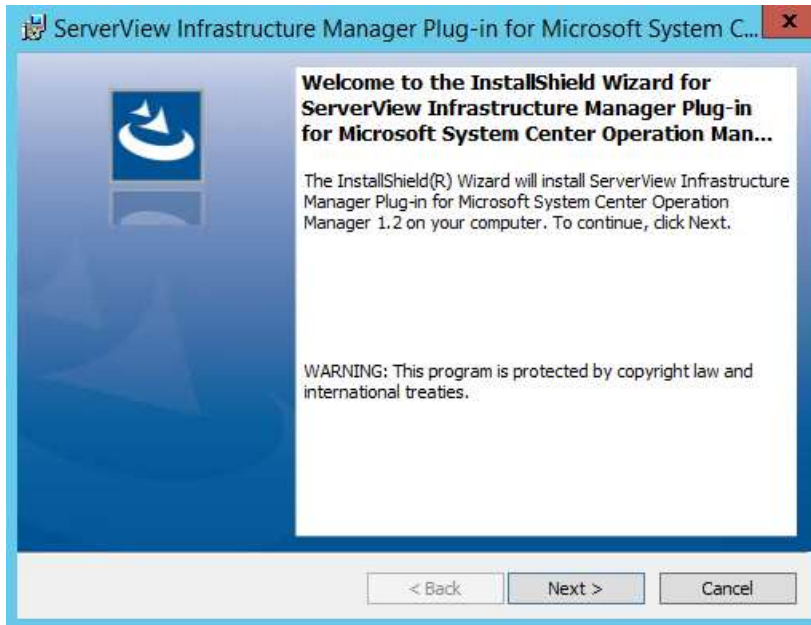 ServerView Infrastructure Manager Plug-in for Microsoft System C...
x
Welcome to the InstallShield Wizard for
ServerView Infrastructure Manager Plug-in
for Microsoft System Center Operation Man...
The InstallShield(R) Wizard will install ServerView Infrastructure
Manager Plug-in for Microsoft System Center Operation
Manager 1.2 on your computer. To continue, click Next.
WARNING: This program is protected by copyright law and
international treaties.
< Back
Next >
Cancel